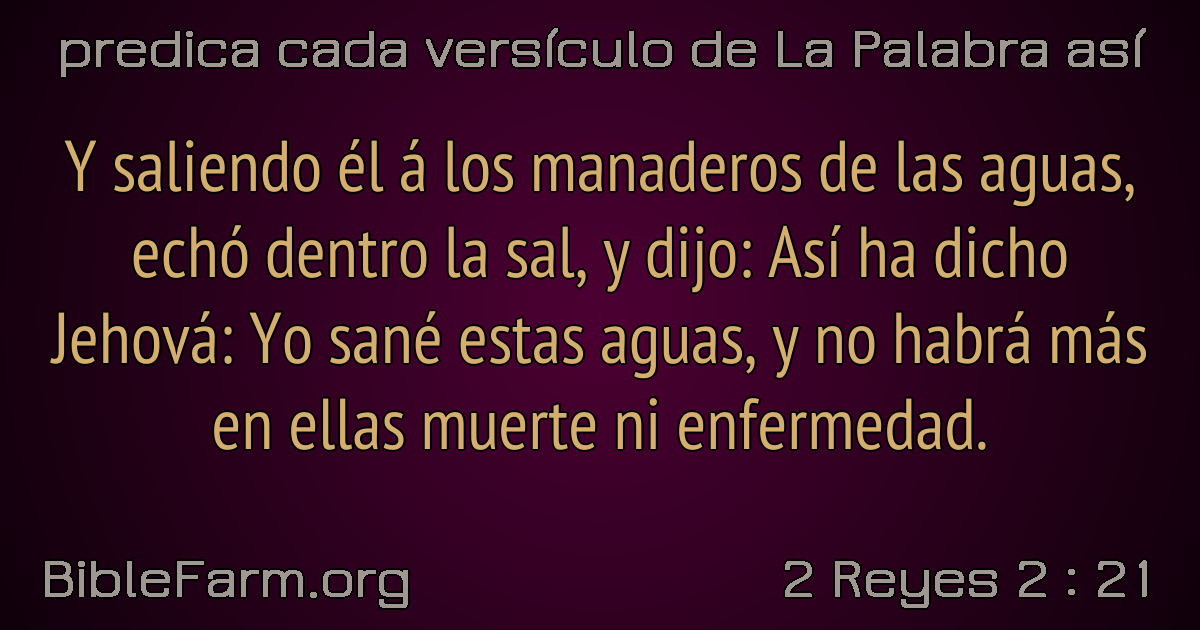 predica cada versículo de La Palabra así
Y saliendo él á los manaderos de las aguas,
echó dentro la sal, y dijo: Así ha dicho
Jehová: Yo sané estas aguas, y no habrá más
en ellas muerte ni enfermedad.
BibleFarm.org
2 Reyes 2 : 21